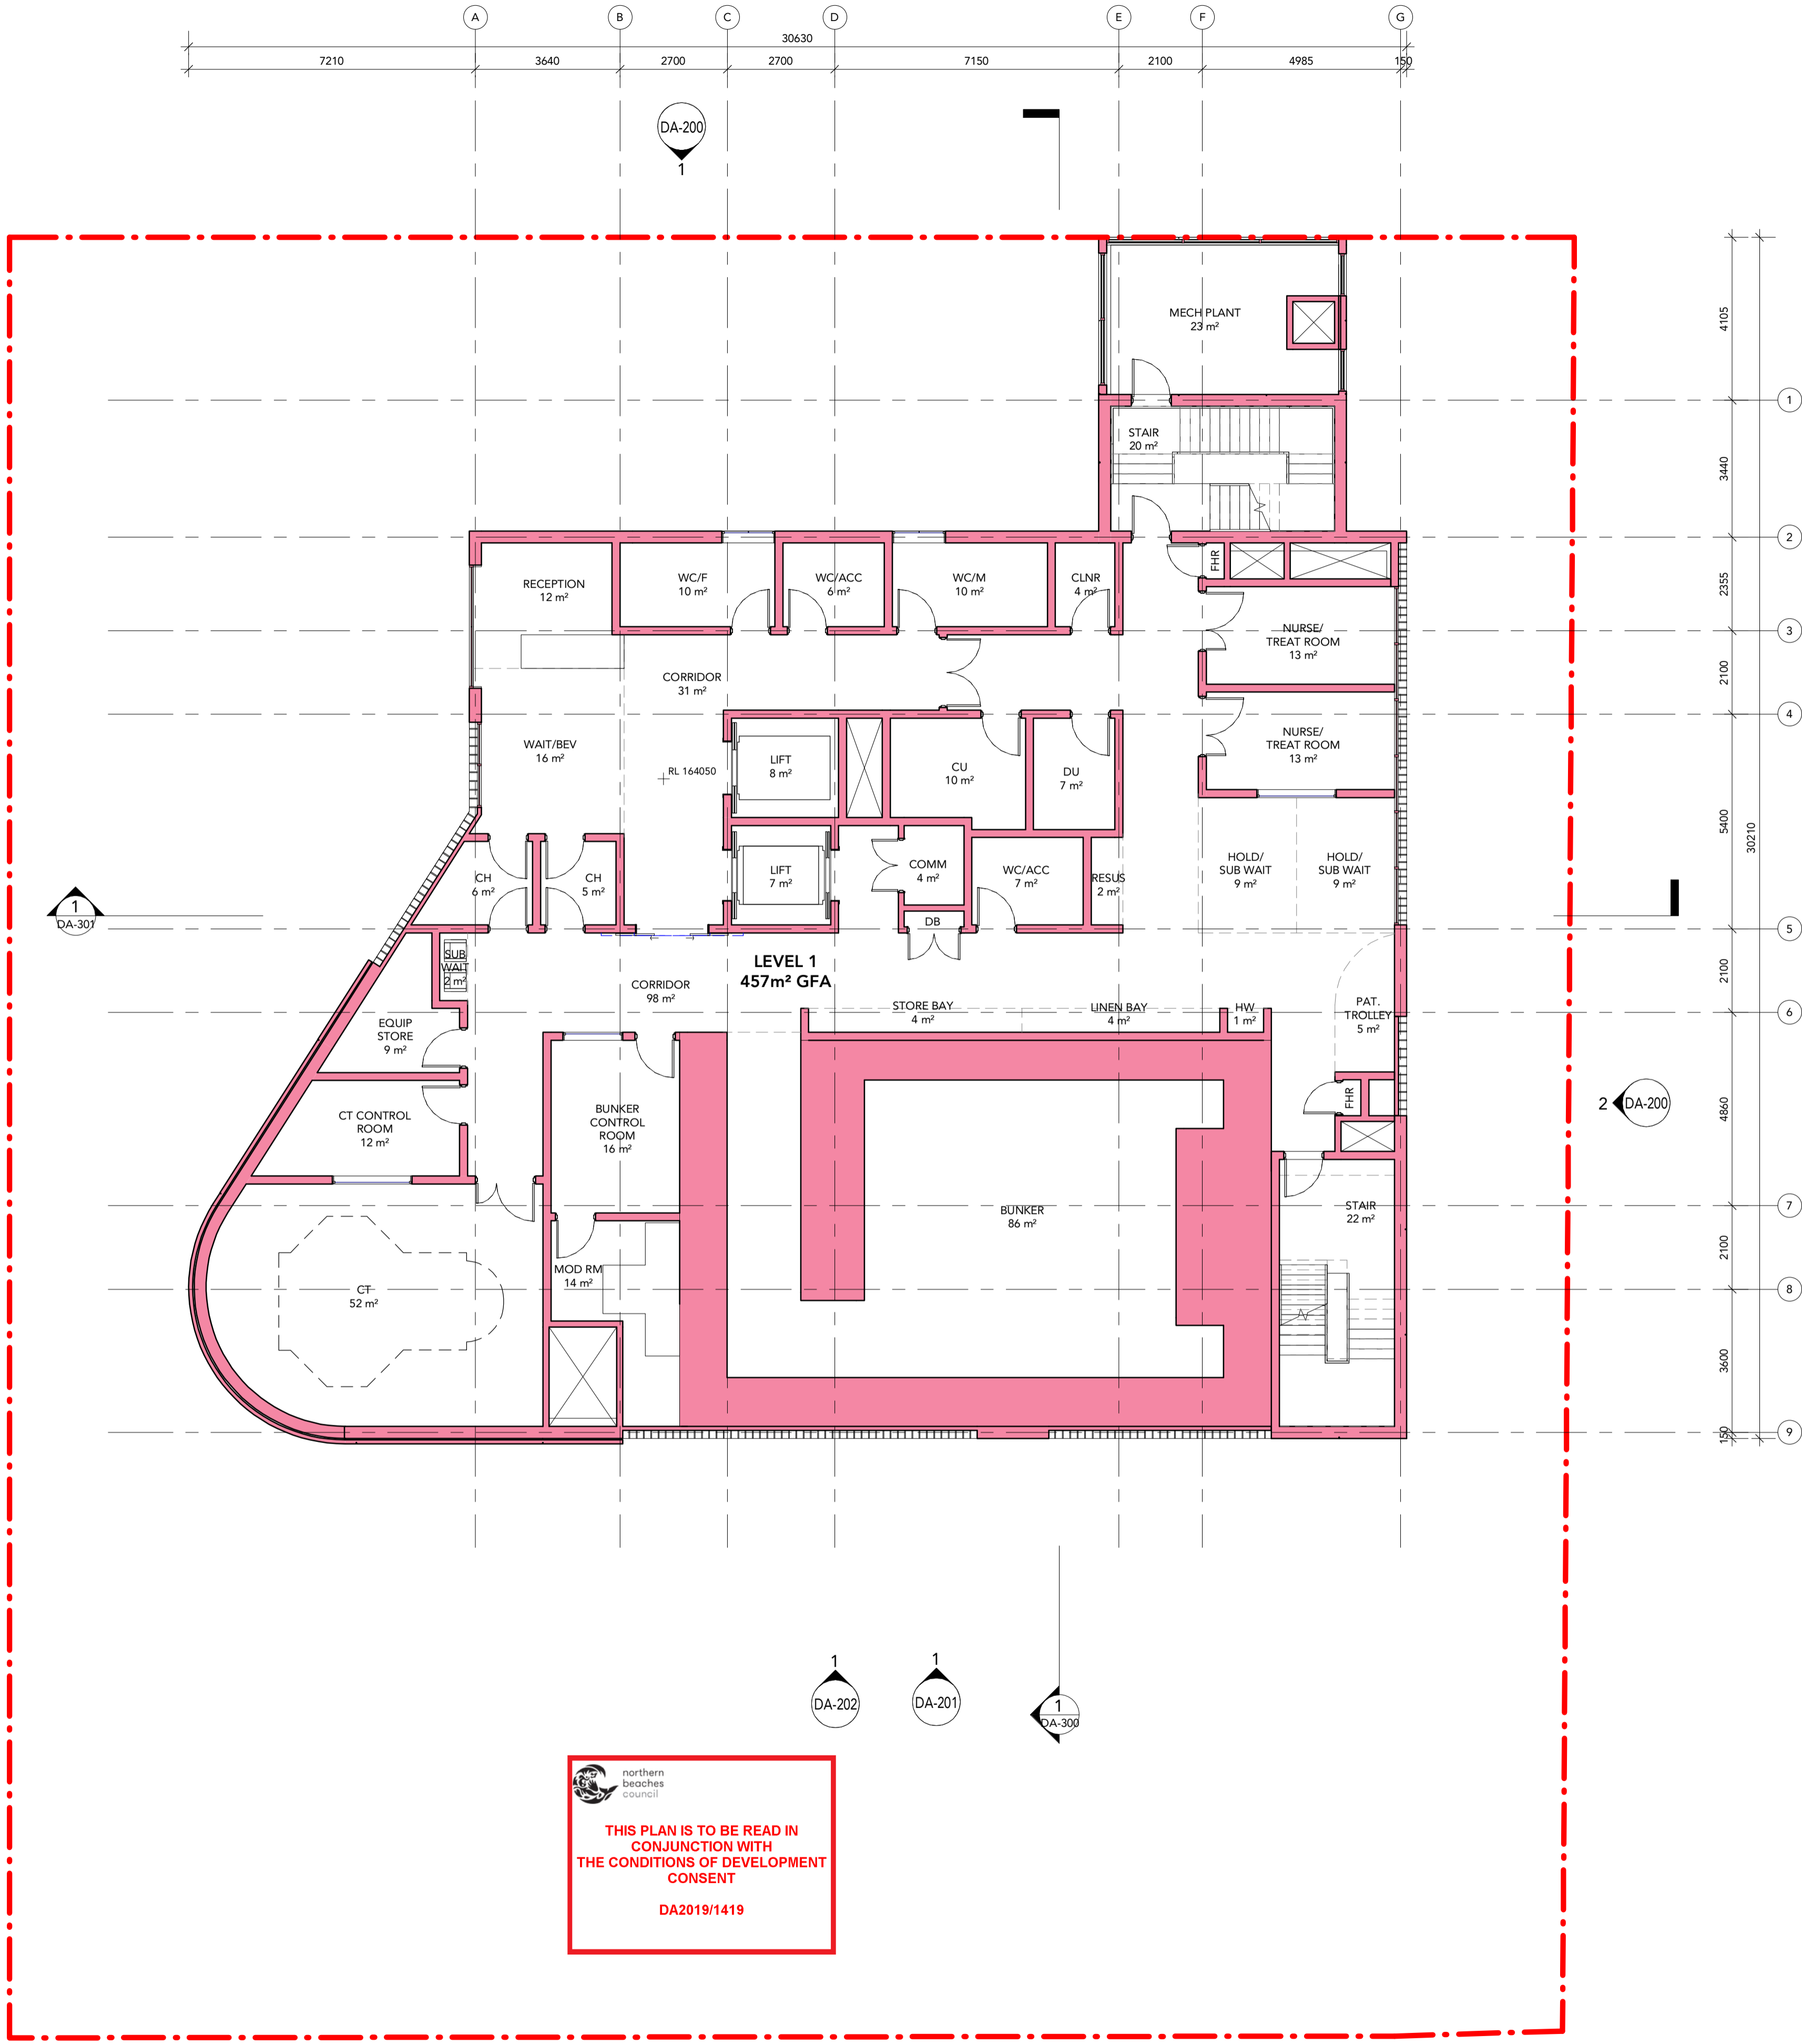 A B C D E F G
30630
7210 3640 2700 2700 7150 2100 4985 150
DA-200
1
MECH PLANT
23 m²
4105
1
STAIR
20 m²
3440
2
RECEPTION
12 m²
WC/F
10 m²
WC/ACC
6 m²
WC/M
10 m²
CLNR
4 m²
FHR
2355
3
NURSE/
TREAT ROOM
13 m²
CORRIDOR
31 m²
2100
4
WAIT/BEV
16 m²
RL 164050
LIFT
8 m²
CU
10 m²
DU
7 m²
NURSE/
TREAT ROOM
13 m²
5400
30210
CH
6 m²
CH
5 m²
LIFT
7 m²
COMM
4 m²
WC/ACC
7 m²
RESUS
2 m²
HOLD/
SUB WAIT
9 m²
HOLD/
SUB WAIT
9 m²
1
DA-301
DB
5
SUB
WAIT
2 m²
LEVEL 1
457m² GFA
CORRIDOR
98 m²
2100
STORE BAY
4 m²
LINEN BAY
4 m²
HW
1 m²
PAT.
TROLLEY
5 m²
6
EQUIP
STORE
9 m²
CT CONTROL
ROOM
12 m²
BUNKER
CONTROL
ROOM
16 m²
FHR
4860
2 DA-200
BUNKER
86 m²
STAIR
22 m²
7
2100
MOD RM
14 m²
CT
52 m²
8
3600
150
9
1
DA-202
1
DA-201
1
DA-300
northern
beaches
council
THIS PLAN IS TO BE READ IN
CONJUNCTION WITH
THE CONDITIONS OF DEVELOPMENT
CONSENT
DA2019/1419